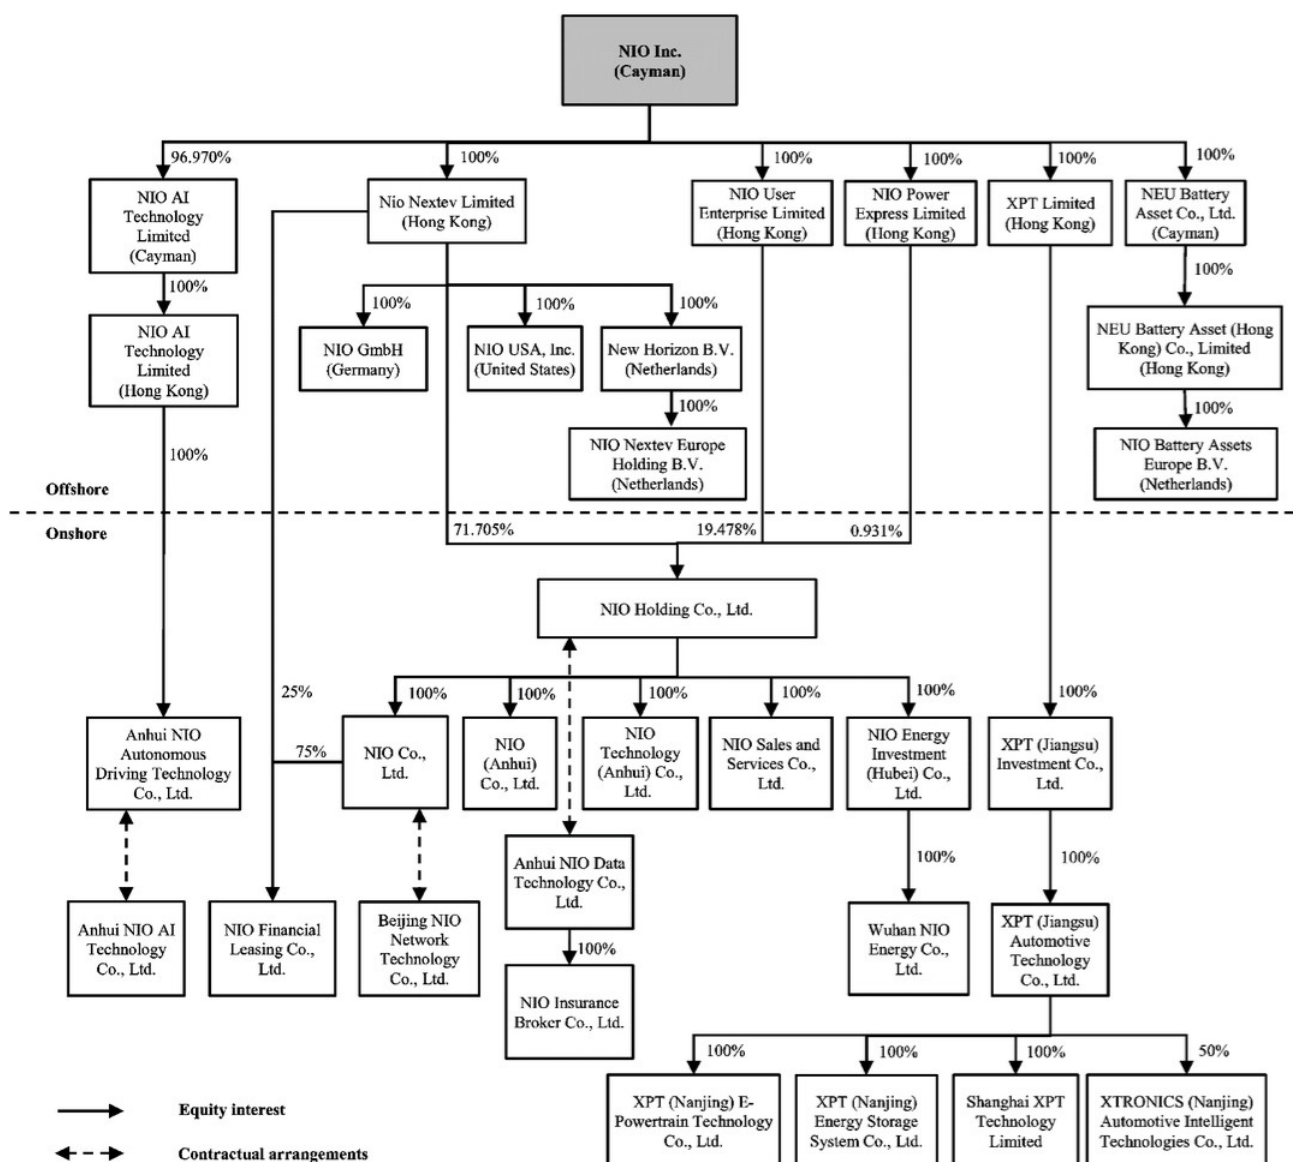 NIO Inc.
(Cayman)
96.970%
100%
100%
100%
100%
100%
NIO AI
Technology
Limited
(Cayman)
Nio Nextev Limited
(Hong Kong)
NIO User
Enterprise Limited
(Hong Kong)
NIO Power
Express Limited
(Hong Kong)
XPT Limited
(Hong Kong)
NEU Battery
Asset Co., Ltd.
(Cayman)
100%
100%
100%
100%
100%
NIO AI
Technology
Limited
(Hong Kong)
NIO GmbH
(Germany)
NIO USA, Inc.
(United States)
New Horizon B.V.
(Netherlands)
NEU Battery Asset (Hong
Kong) Co., Limited
(Hong Kong)
100%
100%
100%
NIO Nextev Europe
Holding B.V.
(Netherlands)
NIO Battery Assets
Europe B.V.
(Netherlands)
Offshore
Onshore
71.705%
19.478%
0.931%
NIO Holding Co., Ltd.
25%
100%
100%
100%
100%
100%
100%
75%
Anhui NIO
Autonomous
Driving Technology
Co., Ltd.
NIO Co.,
Ltd.
NIO
(Anhui)
Co., Ltd.
NIO
Technology
(Anhui) Co.,
Ltd.
NIO Sales and
Services Co.,
Ltd.
NIO Energy
Investment
(Hubei) Co.,
Ltd.
XPT (Jiangsu)
Investment Co.,
Ltd.
100%
100%
Anhui NIO AI
Technology
Co., Ltd.
NIO Financial
Leasing Co.,
Ltd.
Beijing NIO
Network
Technology
Co., Ltd.
Anhui NIO Data
Technology Co.,
Ltd.
Wuhan NIO
Energy Co.,
Ltd.
XPT (Jiangsu)
Automotive
Technology
Co., Ltd.
100%
NIO Insurance
Broker Co., Ltd.
100%
100%
100%
50%
XPT (Nanjing) E-
Powertrain Technology
Co., Ltd.
XPT (Nanjing)
Energy Storage
System Co., Ltd.
Shanghai XPT
Technology
Limited
XTRONICS (Nanjing)
Automotive Intelligent
Technologies Co., Ltd.
Equity interest
Contractual arrangements